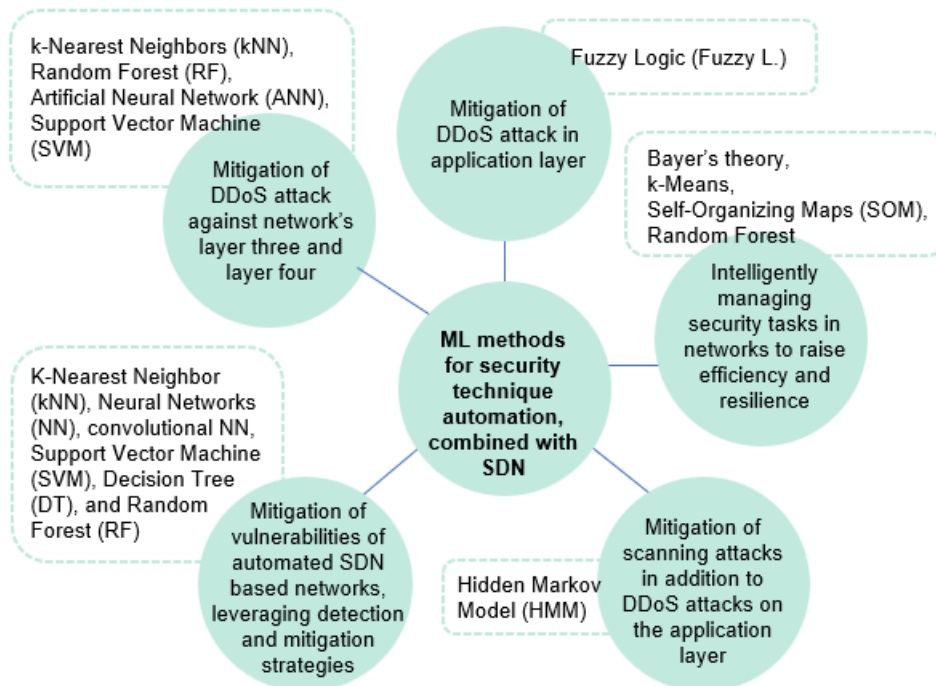 k-Nearest Neighbors (kNN),
Random Forest (RF),
Artificial Neural Network (ANN),
Support Vector Machine
(SVM)
Mitigation of
DDoS attack
against network's
layer three and
layer four
Fuzzy Logic (Fuzzy L.)
Mitigation of
DDoS attack in
application layer
Bayer's theory,
k-Means,
Self-Organizing Maps (SOM),
Random Forest
Intelligently
managing
security tasks in
networks to raise
efficiency and
resilience
ML methods
for security
technique
automation,
combined with
SDN
K-Nearest Neighbor
(kNN), Neural Networks
(NN), convolutional NN,
Support Vector Machine
(SVM), Decision Tree
(DT), and Random
Forest (RF)
Mitigation of
vulnerabilities of
automated SDN
based networks,
leveraging detection
and mitigation
strategies
Hidden Markov
Model (HMM)
Mitigation of
scanning attacks
in addition to
DDoS attacks on
the application
layer